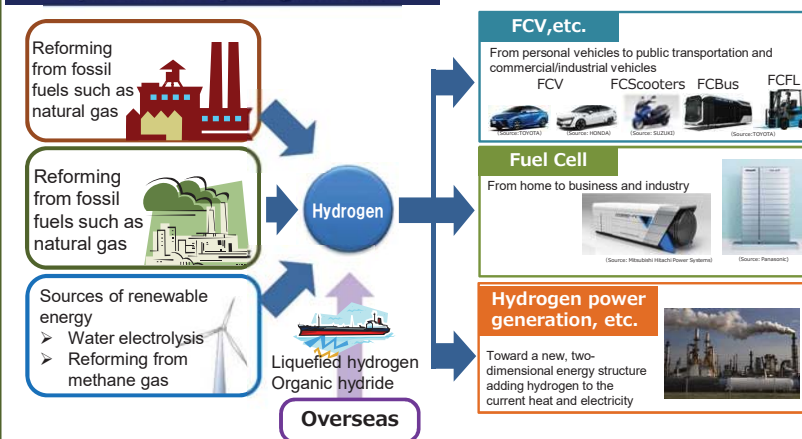 Reforming
from fossil
fuels such as
natural gas
Reforming
from fossil
fuels such as
natural gas
Sources of renewable
energy
➢ Water electrolysis
➢ Reforming from
methane gas
Hydrogen
Liquefied hydrogen
Organic hydride
Overseas
FCV,etc.
From personal vehicles to public transportation and
commercial/industrial vehicles
FCV FCScooters FCBus FCFL
(Source:TOYOTA) (Source: HONDA) (Source: SUZUKI) (Source:TOYOTA)
Fuel Cell
From home to business and industry
(Source: Mitsubishi Hitachi Power Systems) (Source: Panasonic)
Hydrogen power
generation, etc.
Toward a new, two-
dimensional energy structure
adding hydrogen to the
current heat and electricity